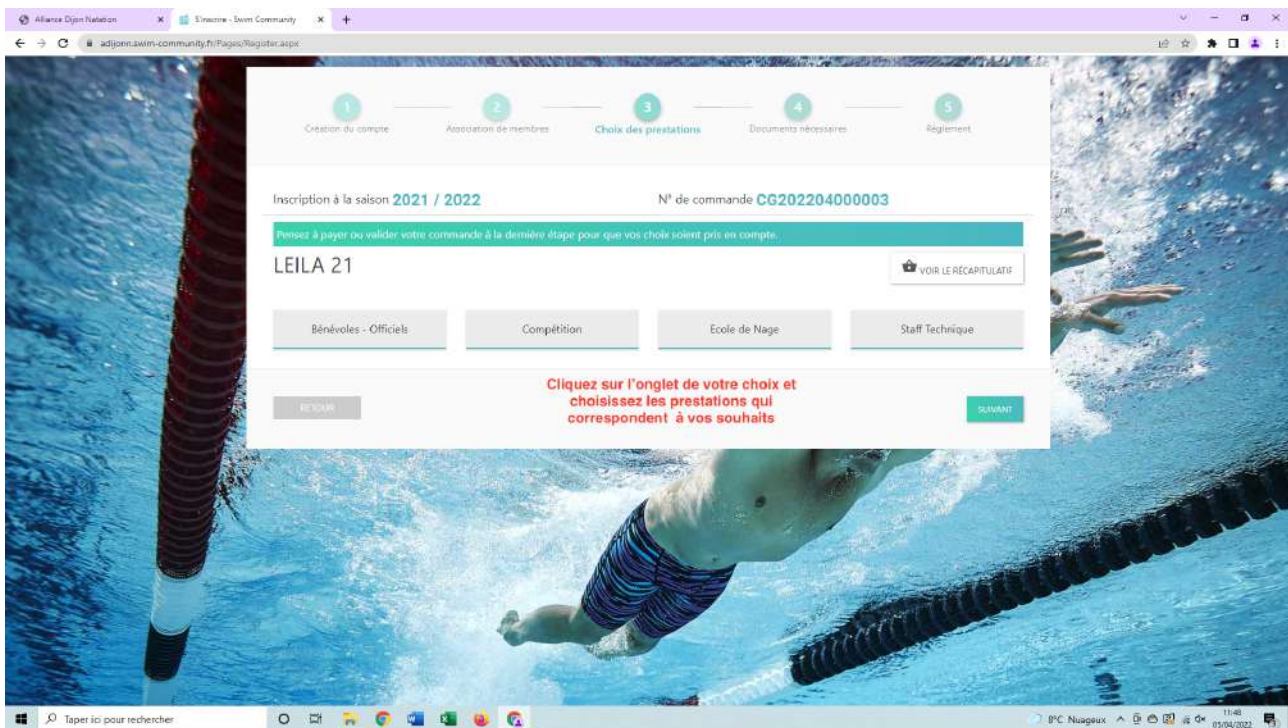 Alliance Dijon Natation
S'inscrire - Swim Community
adijonn.swim-community.fr/Pages/Register.aspx
1 2 3 4 5
Création du compte Association de membres Choix des prestations Documents nécessaires Règlement
Inscription à la saison 2021 / 2022 N° de commande CG202204000003
Pensez à payer ou valider votre commande à la dernière étape pour que vos choix soient pris en compte.
LEILA 21 VOIR LE RÉCAPITULATIF
Bénévoles - Officiels Compétition Ecole de Nage Staff Technique
Cliquez sur l'onglet de votre choix et
choisissez les prestations qui
correspondent à vos souhaits
RETOUR SUIVANT
Taper ici pour rechercher 8°C Nuageux 11:48
05/04/2022